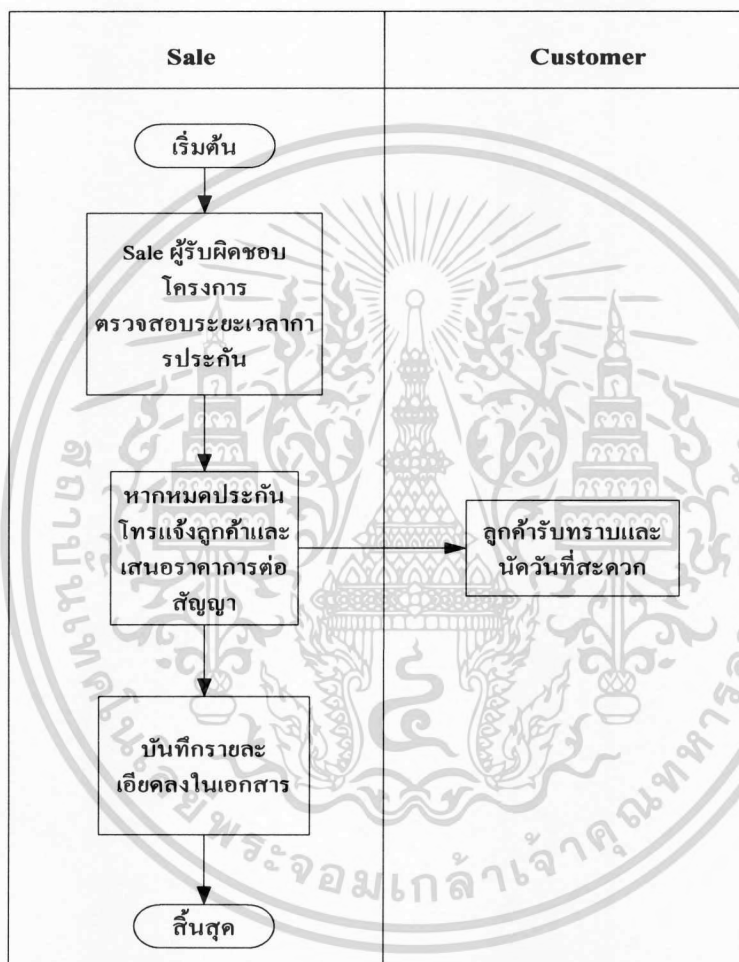 Sale
Customer
เริ่มต้น
Sale ผู้รับผิดชอบ
โครงการ
ตรวจสอบระยะเวลากา
รประกัน
หากหมดประกัน
โทรแจ้งลูกค้าและ
เสนอราคาการต่อ
สัญญา
ลูกค้ารับทราบและ
นัดวันที่สะดวก
บันทึกรายละ
เอียดลงในเอกสาร
สิ้นสุด